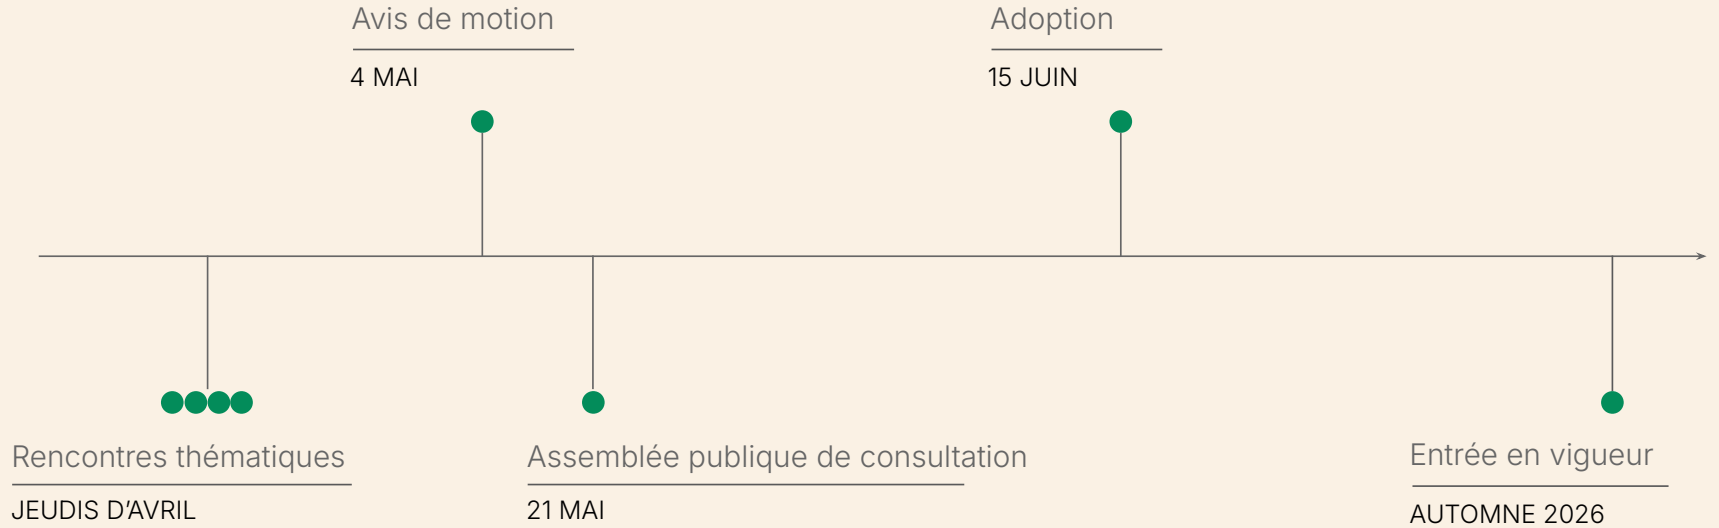 Avis de motion
4 MAI
Adoption
15 JUIN
Rencontres thématiques
JEUDIS D’AVRIL
Assemblée publique de consultation
21 MAI
Entrée en vigueur
AUTOMNE 2026